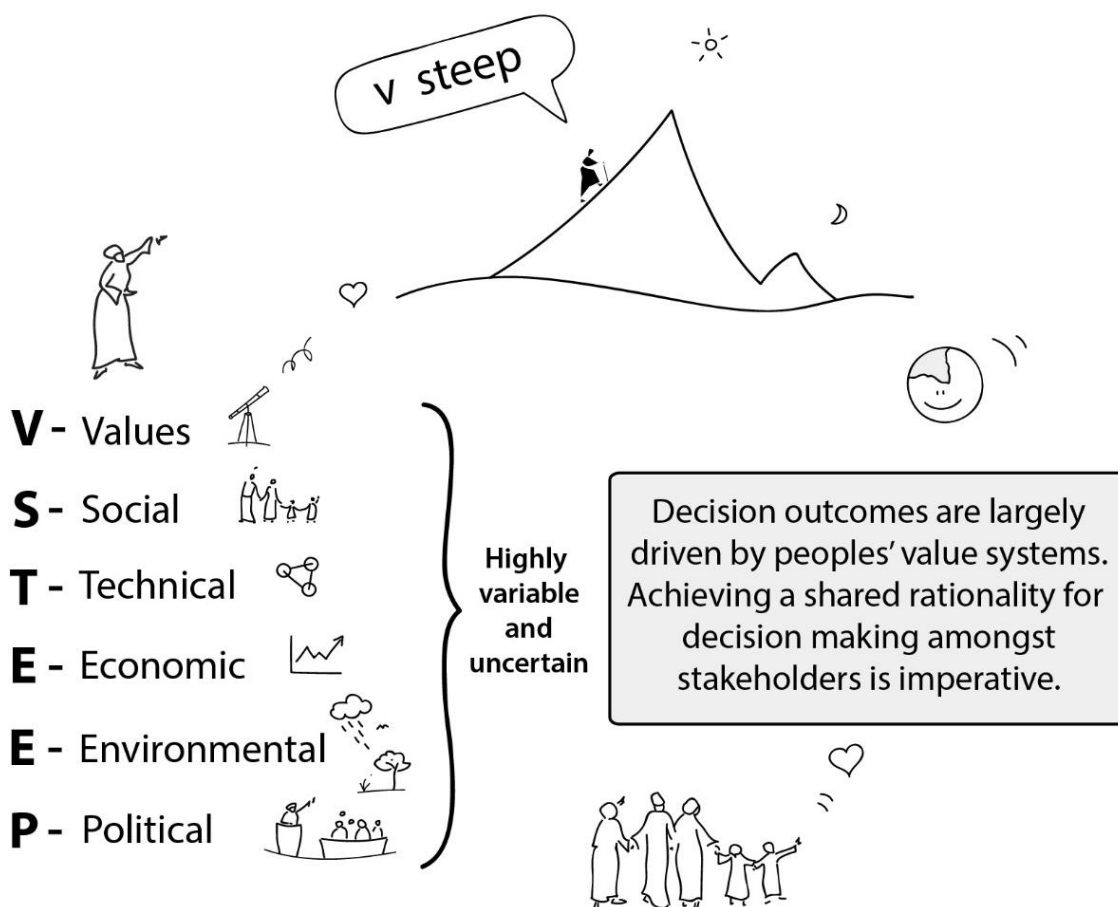 v steep
V - Values
S - Social
T - Technical
E - Economic
E - Environmental
P - Political
Highly
variable
and
uncertain
Decision outcomes are largely
driven by peoples’ value systems.
Achieving a shared rationality for
decision making amongst
stakeholders is imperative.